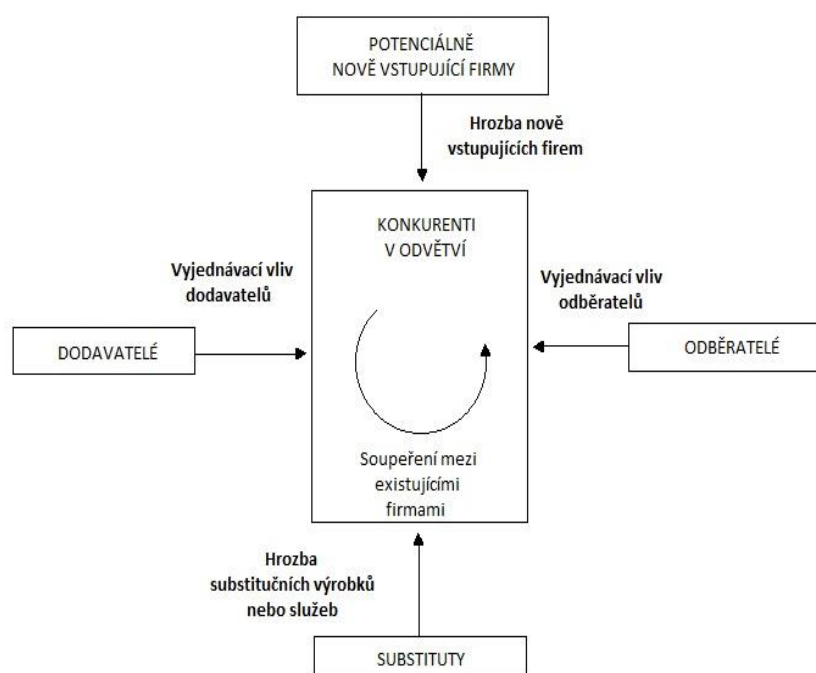 POTENCIÁLNĚ
NOVĚ VSTUPUJÍCÍ FIRMY
Hrozba nově
vstupujících firem
KONKURENTI
V ODVĚTVÍ
Vyjednávací vliv
dodavatelů
Vyjednávací vliv
odběratelů
DODAVATELÉ
ODBĚRATELÉ
Soupeření mezi
existujícími
firmami
Hrozba
substitučních výrobků
nebo služeb
SUBSTITUTY